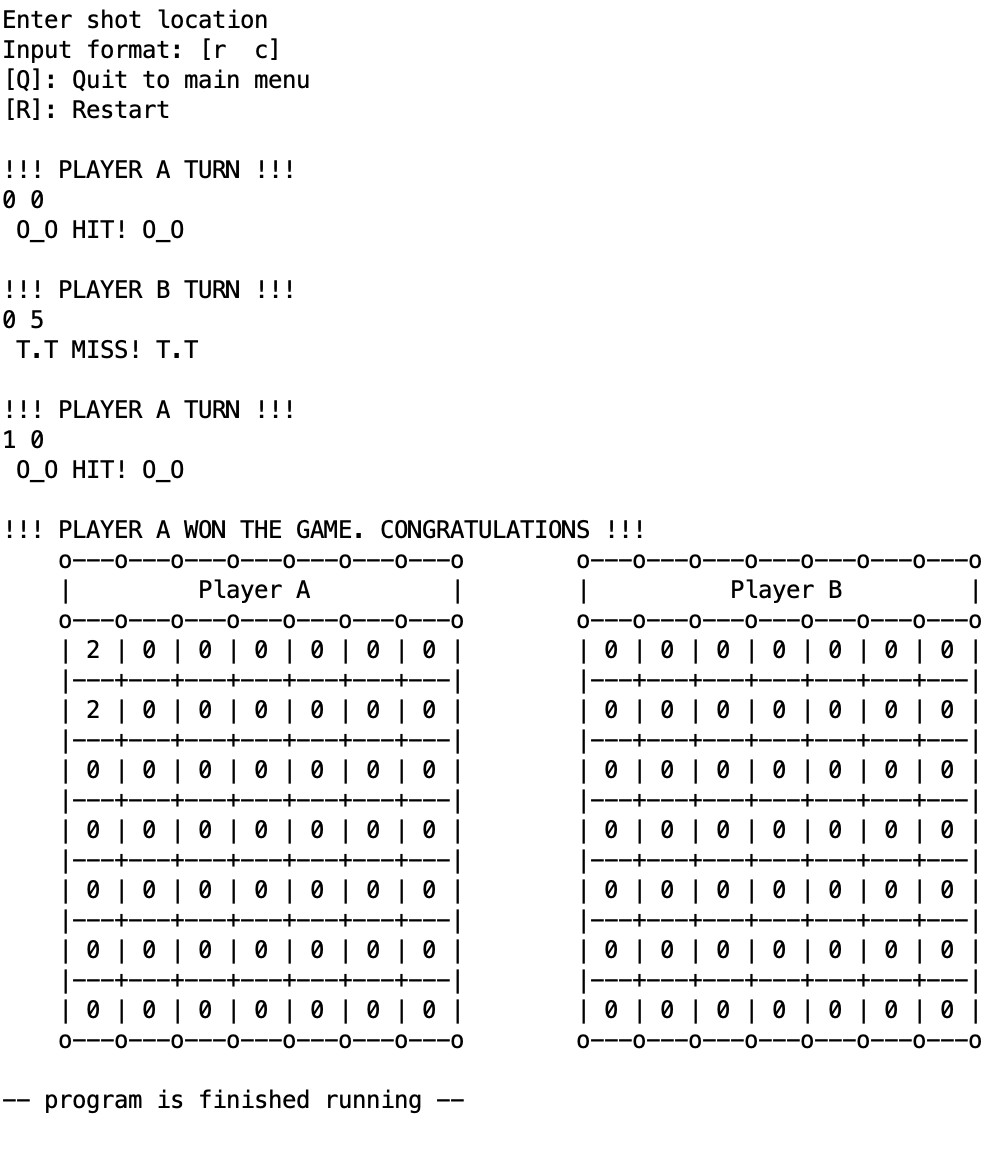 Enter shot location
Input format: [r  c]
[Q]: Quit to main menu
[R]: Restart

!!! PLAYER A TURN !!!
0 0
 O_O HIT! O_O

!!! PLAYER B TURN !!!
0 5
 T.T MISS! T.T

!!! PLAYER A TURN !!!
1 0
 O_O HIT! O_O

!!! PLAYER A WON THE GAME. CONGRATULATIONS !!!
    o---o---o---o---o---o---o---o        o---o---o---o---o---o---o---o
    |         Player A          |        |          Player B         |
    o---o---o---o---o---o---o---o        o---o---o---o---o---o---o---o
    | 2 | 0 | 0 | 0 | 0 | 0 | 0 |        | 0 | 0 | 0 | 0 | 0 | 0 | 0 |
    |---+---+---+---+---+---+---|        |---+---+---+---+---+---+---|
    | 2 | 0 | 0 | 0 | 0 | 0 | 0 |        | 0 | 0 | 0 | 0 | 0 | 0 | 0 |
    |---+---+---+---+---+---+---|        |---+---+---+---+---+---+---|
    | 0 | 0 | 0 | 0 | 0 | 0 | 0 |        | 0 | 0 | 0 | 0 | 0 | 0 | 0 |
    |---+---+---+---+---+---+---|        |---+---+---+---+---+---+---|
    | 0 | 0 | 0 | 0 | 0 | 0 | 0 |        | 0 | 0 | 0 | 0 | 0 | 0 | 0 |
    |---+---+---+---+---+---+---|        |---+---+---+---+---+---+---|
    | 0 | 0 | 0 | 0 | 0 | 0 | 0 |        | 0 | 0 | 0 | 0 | 0 | 0 | 0 |
    |---+---+---+---+---+---+---|        |---+---+---+---+---+---+---|
    | 0 | 0 | 0 | 0 | 0 | 0 | 0 |        | 0 | 0 | 0 | 0 | 0 | 0 | 0 |
    |---+---+---+---+---+---+---|        |---+---+---+---+---+---+---|
    | 0 | 0 | 0 | 0 | 0 | 0 | 0 |        | 0 | 0 | 0 | 0 | 0 | 0 | 0 |
    o---o---o---o---o---o---o---o        o---o---o---o---o---o---o---o

-- program is finished running --